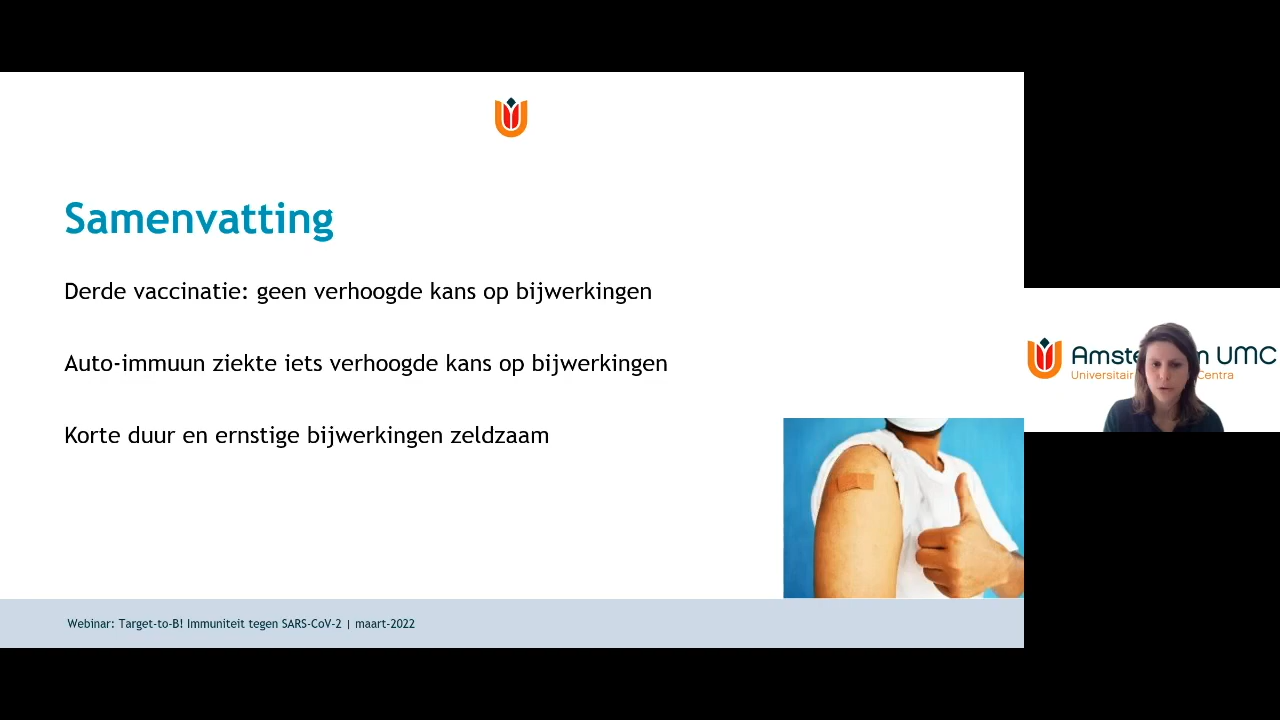 Samenvatting
Derde vaccinatie: geen verhoogde kans op bijwerkingen
Auto-immuun ziekte iets verhoogde kans op bijwerkingen
Korte duur en ernstige bijwerkingen zeldzaam
Webinar: Target-to-B! Immuniteit tegen SARS-CoV-2 | maart-2022
UMC
Centra